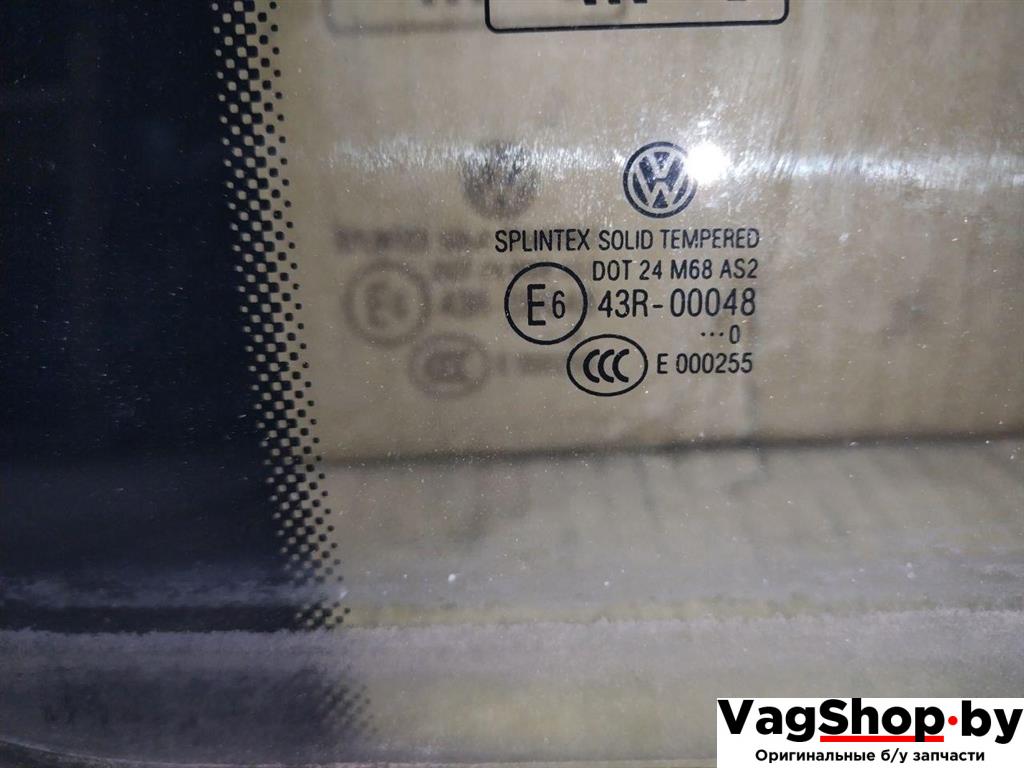 SPLINTEX SOLID TEMPERED
DOT 24 M68 AS2
E6 43R-00048
···0
CCC E 000255
VagShop.by
Оригинальные б/у запчасти